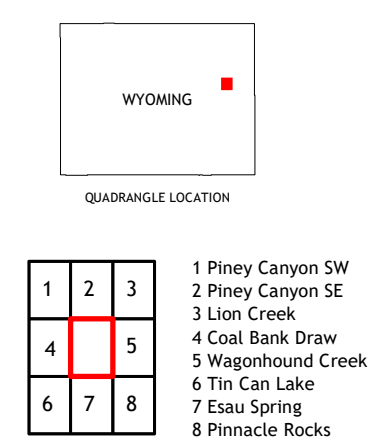 WYOMING
QUADRANGLE LOCATION
1 2 3
4 5
6 7 8
1 Piney Canyon SW
2 Piney Canyon SE
3 Lion Creek
4 Coal Bank Draw
5 Wagonhound Creek
6 Tin Can Lake
7 Esau Spring
8 Pinnacle Rocks